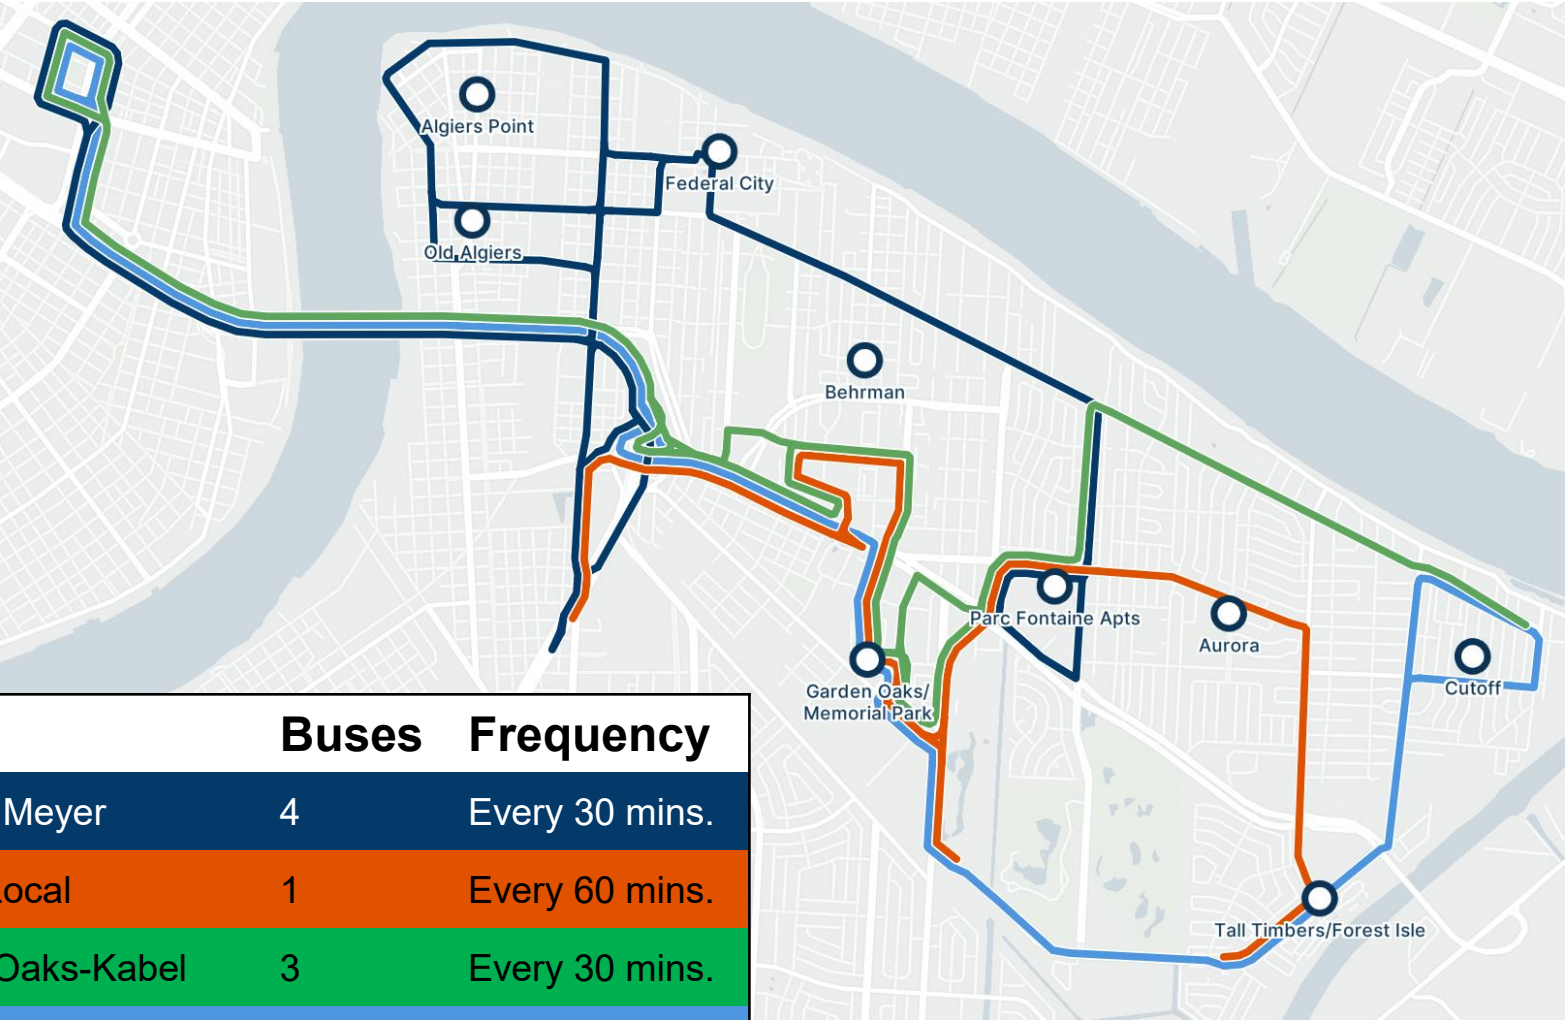 Algiers Point
Federal City
Old Algiers
Behrman
Parc Fontaine Apts
Aurora
Garden Oaks/
Memorial Park
Cutoff
Tall Timbers/Forest Isle
Buses Frequency
Meyer 4 Every 30 mins.
Local 1 Every 60 mins.
Oaks-Kabel 3 Every 30 mins.